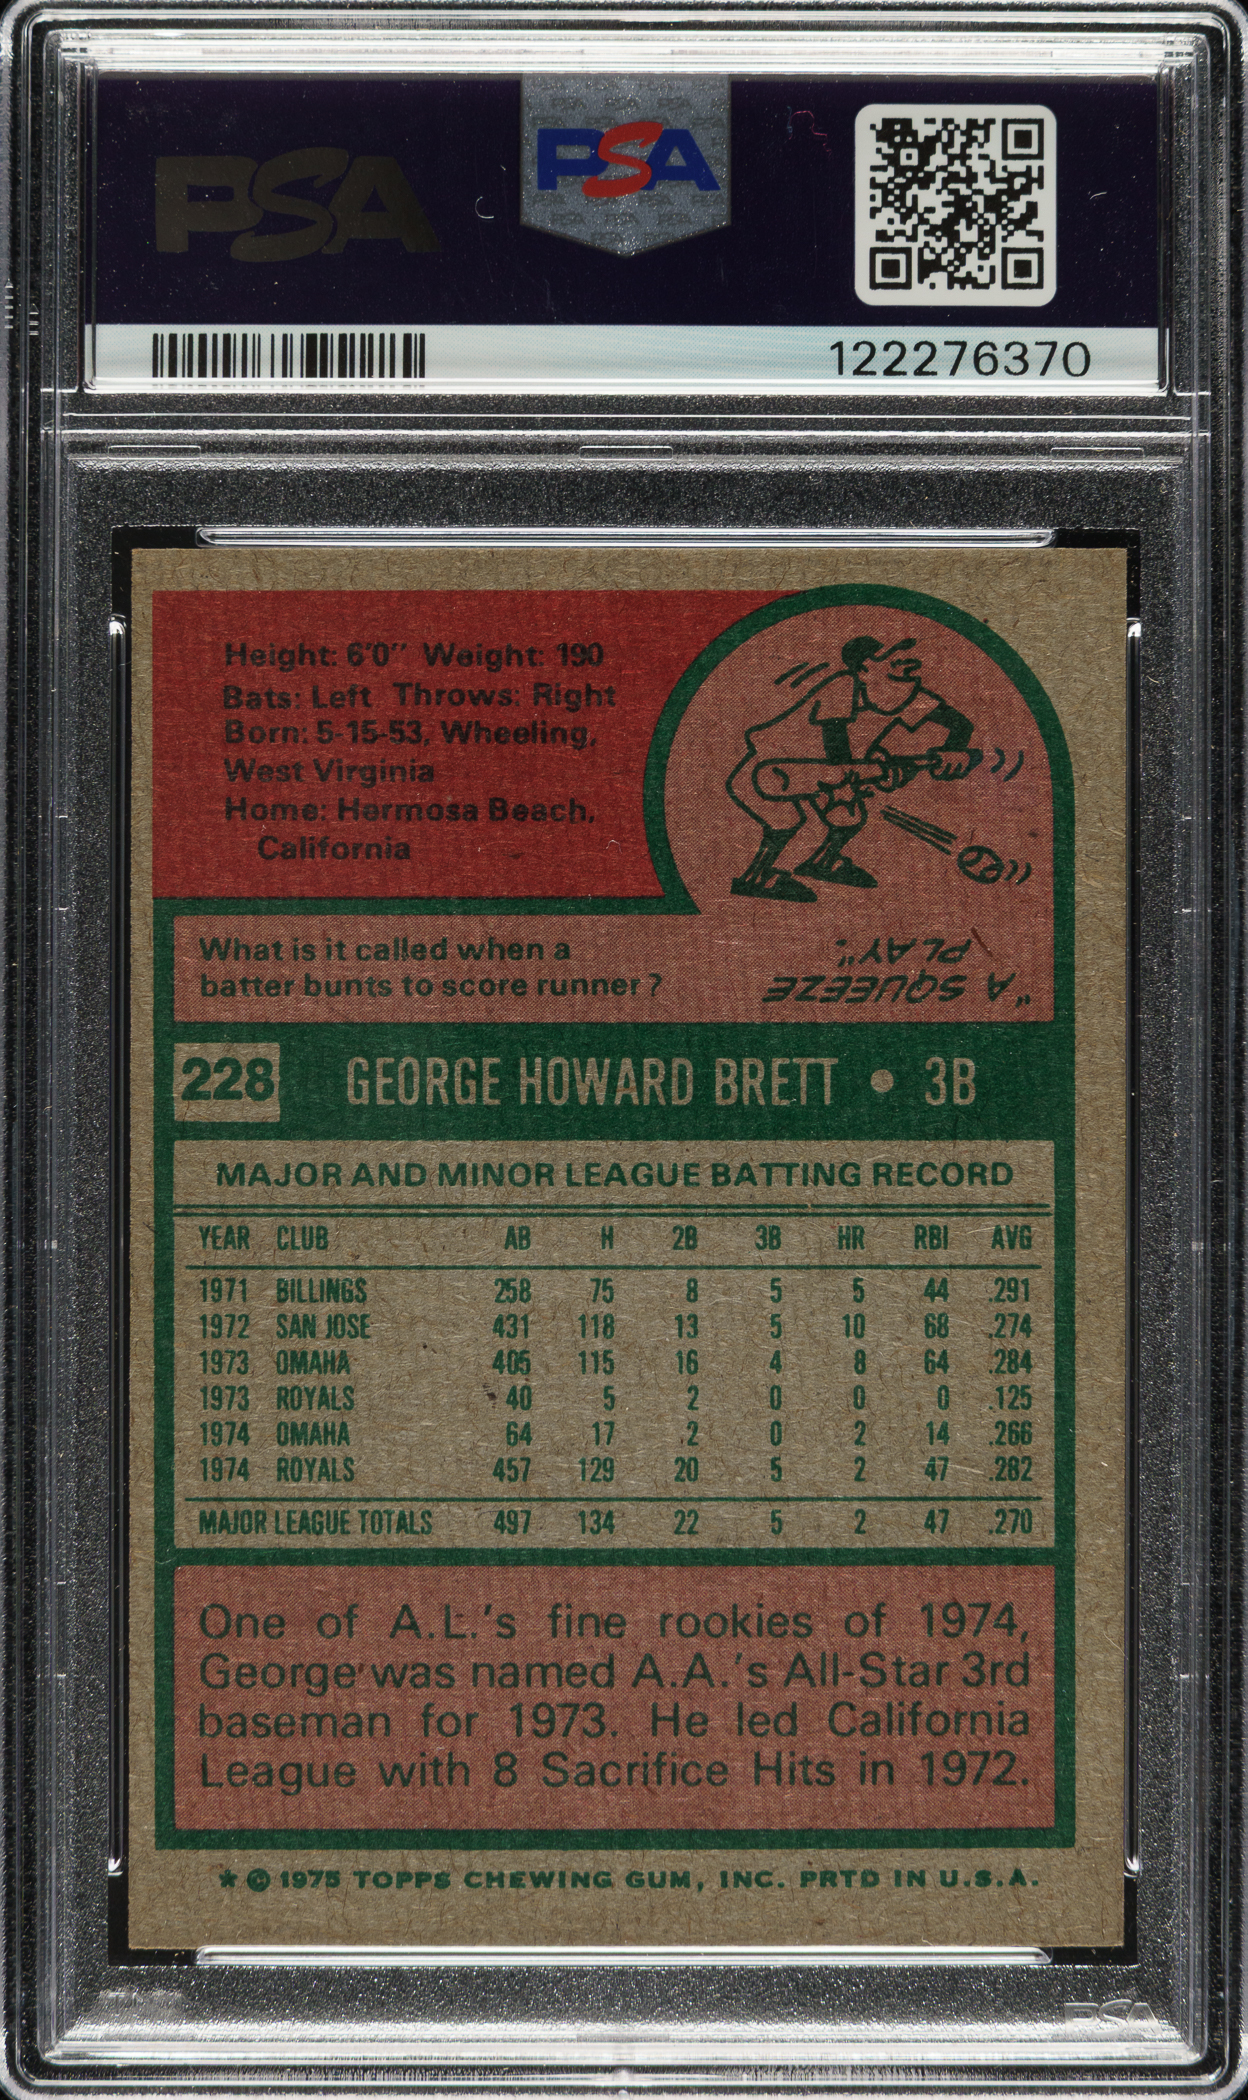 PSA
PSA
122276370
Height: 6'0" Weight: 190
Bats: Left Throws: Right
Born: 5-15-53, Wheeling,
West Virginia
Home: Hermosa Beach,
California
What is it called when a
batter bunts to score runner?
"A SQUEEZE
PLAY".
228 GEORGE HOWARD BRETT • 3B
MAJOR AND MINOR LEAGUE BATTING RECORD
YEAR CLUB AB H 2B 3B HR RBI AVG
1971 BILLINGS 258 75 8 5 5 44 .291
1972 SAN JOSE 431 118 13 5 10 68 .274
1973 OMAHA 405 115 16 4 8 64 .284
1973 ROYALS 40 5 2 0 0 0 .125
1974 OMAHA 64 17 2 0 2 14 .266
1974 ROYALS 457 129 20 5 2 47 .282
MAJOR LEAGUE TOTALS 497 134 22 5 2 47 .270
One of A.L.'s fine rookies of 1974,
George was named A.A.'s All-Star 3rd
baseman for 1973. He led California
League with 8 Sacrifice Hits in 1972.
* © 1975 TOPPS CHEWING GUM, INC. PRTD IN U.S.A.
PSA